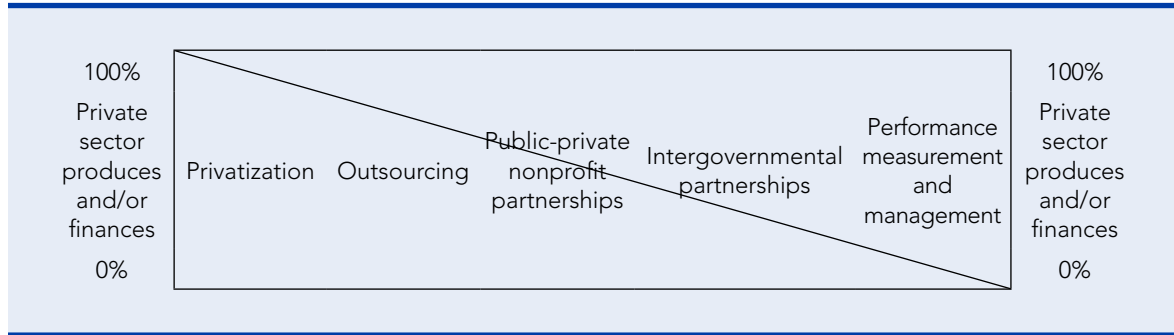 100%
Private
sector
produces
and/or
finances
0%
Privatization
Outsourcing
Public-private
nonprofit
partnerships
Intergovernmental
partnerships
Performance
measurement
and
management
100%
Private
sector
produces
and/or
finances
0%